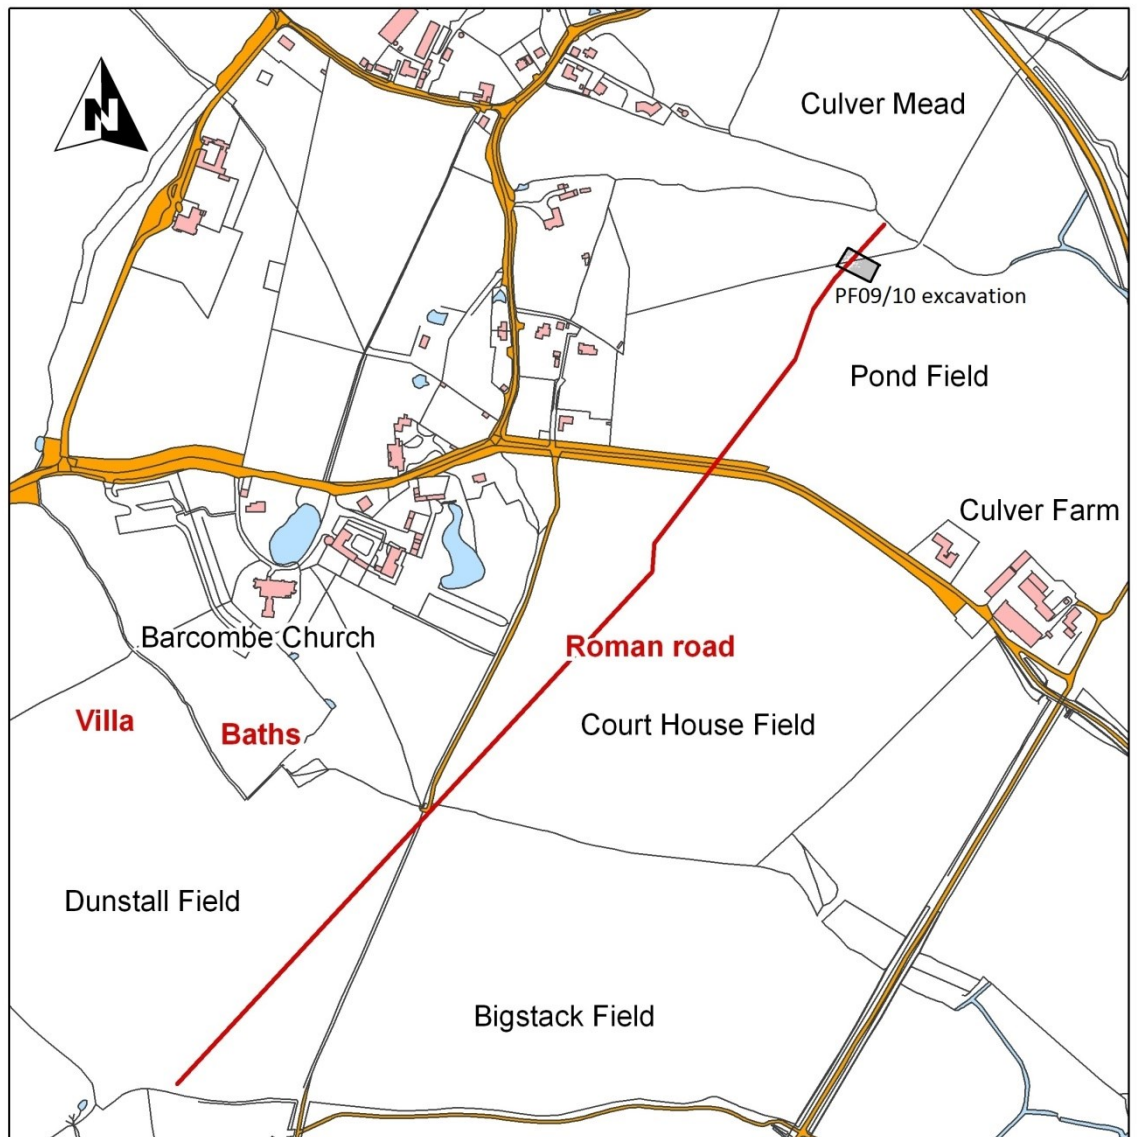 N
Culver Mead
PF09/10 excavation
Pond Field
Culver Farm
Barcombe Church
Roman road
Villa
Baths
Court House Field
Dunstall Field
Bigstack Field